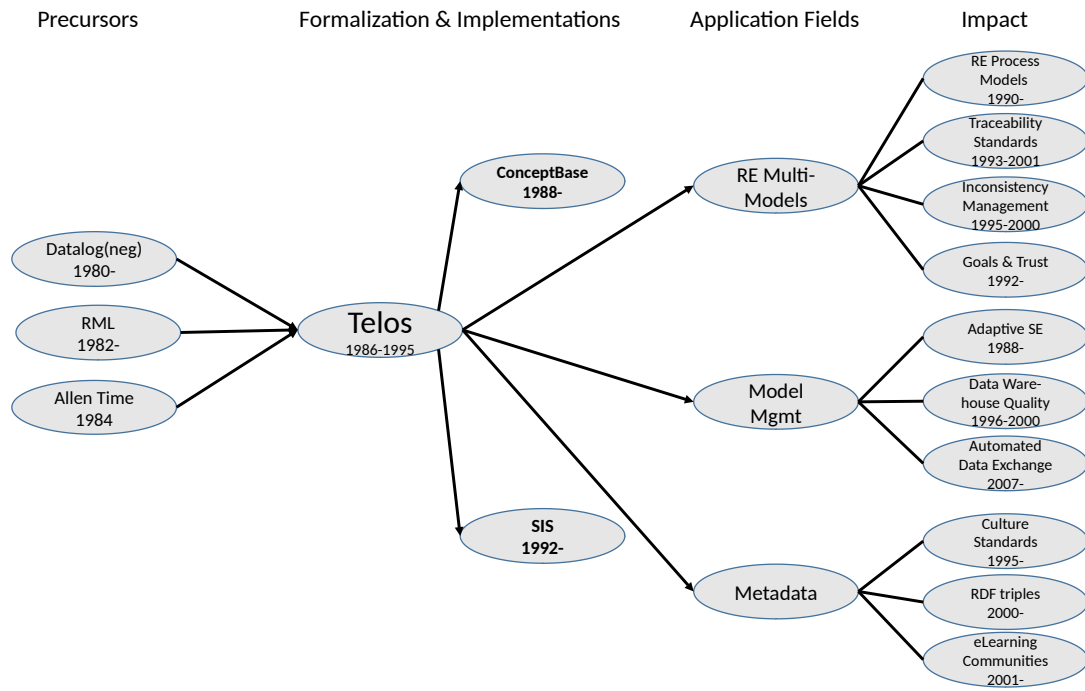 Precursors
Formalization & Implementations
Application Fields
Impact
Datalog(neg)
1980-
RML
1982-
Allen Time
1984
Telos
1986-1995
ConceptBase
1988-
SIS
1992-
RE Multi-
Models
Model
Mgmt
Metadata
RE Process
Models
1990-
Traceability
Standards
1993-2001
Inconsistency
Management
1995-2000
Goals & Trust
1992-
Adaptive SE
1988-
Data Ware-
house Quality
1996-2000
Automated
Data Exchange
2007-
Culture
Standards
1995-
RDF triples
2000-
eLearning
Communities
2001-